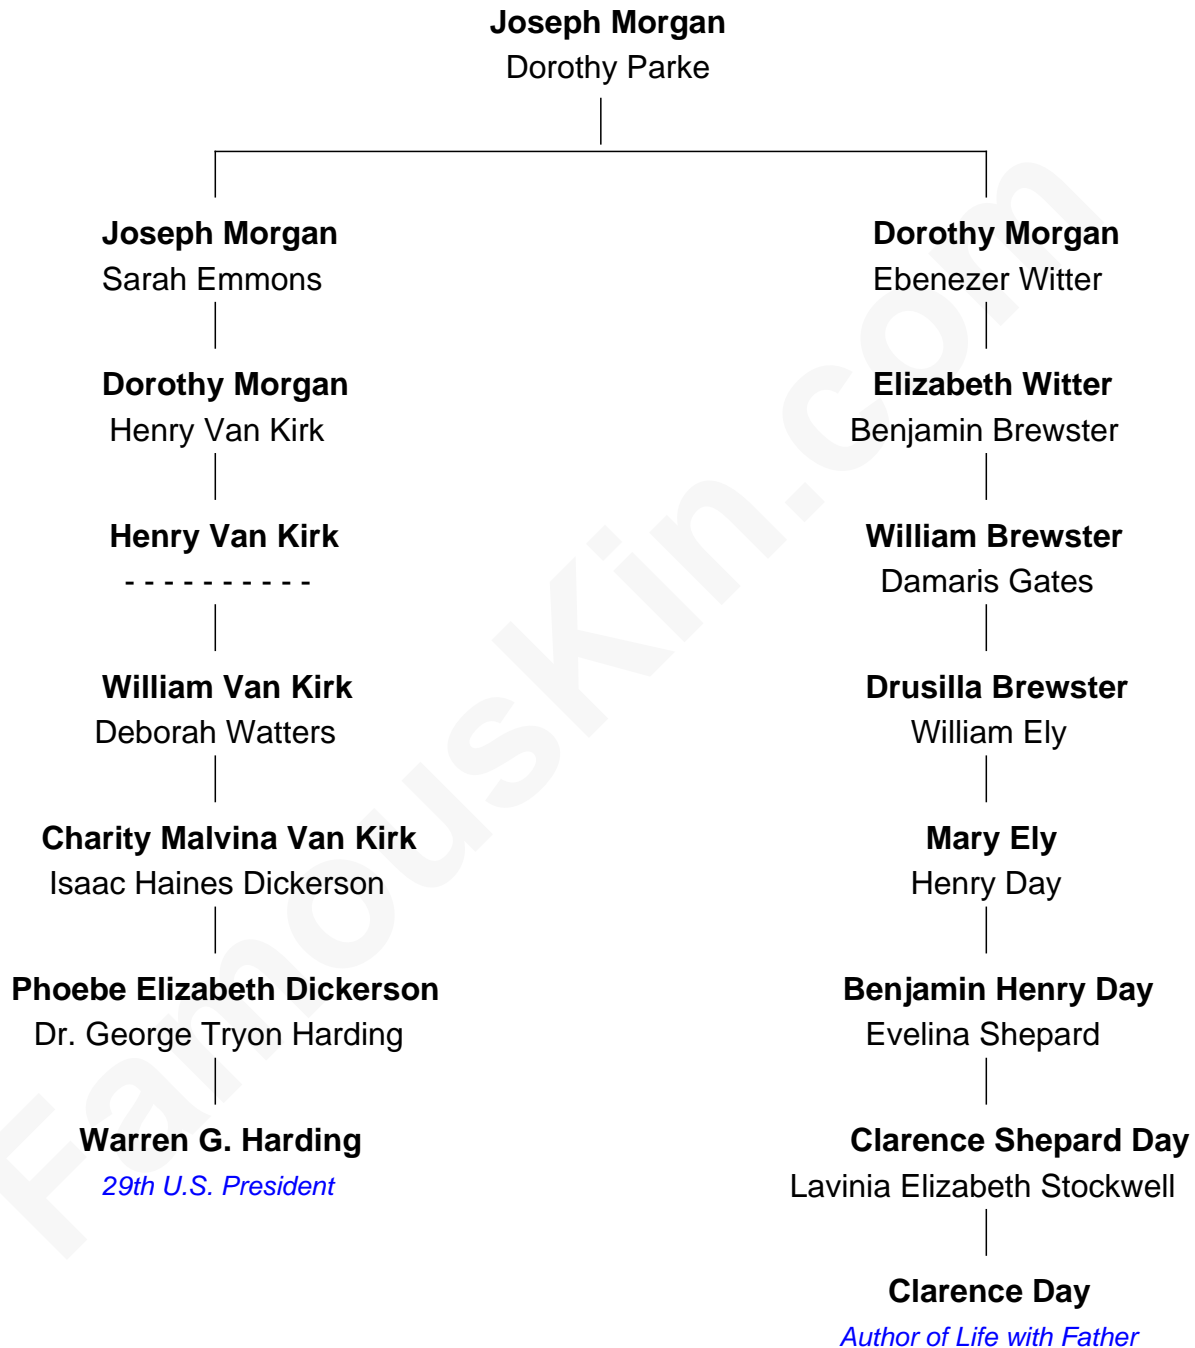 Joseph Morgan
Dorothy Parke
Joseph Morgan
Sarah Emmons
Dorothy Morgan
Henry Van Kirk
Henry Van Kirk
- - - - - - - - - -
William Van Kirk
Deborah Watters
Charity Malvina Van Kirk
Isaac Haines Dickerson
Phoebe Elizabeth Dickerson
Dr. George Tryon Harding
Warren G. Harding
29th U.S. President
Dorothy Morgan
Ebenezer Witter
Elizabeth Witter
Benjamin Brewster
William Brewster
Damaris Gates
Drusilla Brewster
William Ely
Mary Ely
Henry Day
Benjamin Henry Day
Evelina Shepard
Clarence Shepard Day
Lavinia Elizabeth Stockwell
Clarence Day
Author of Life with Father
FamousKin.com